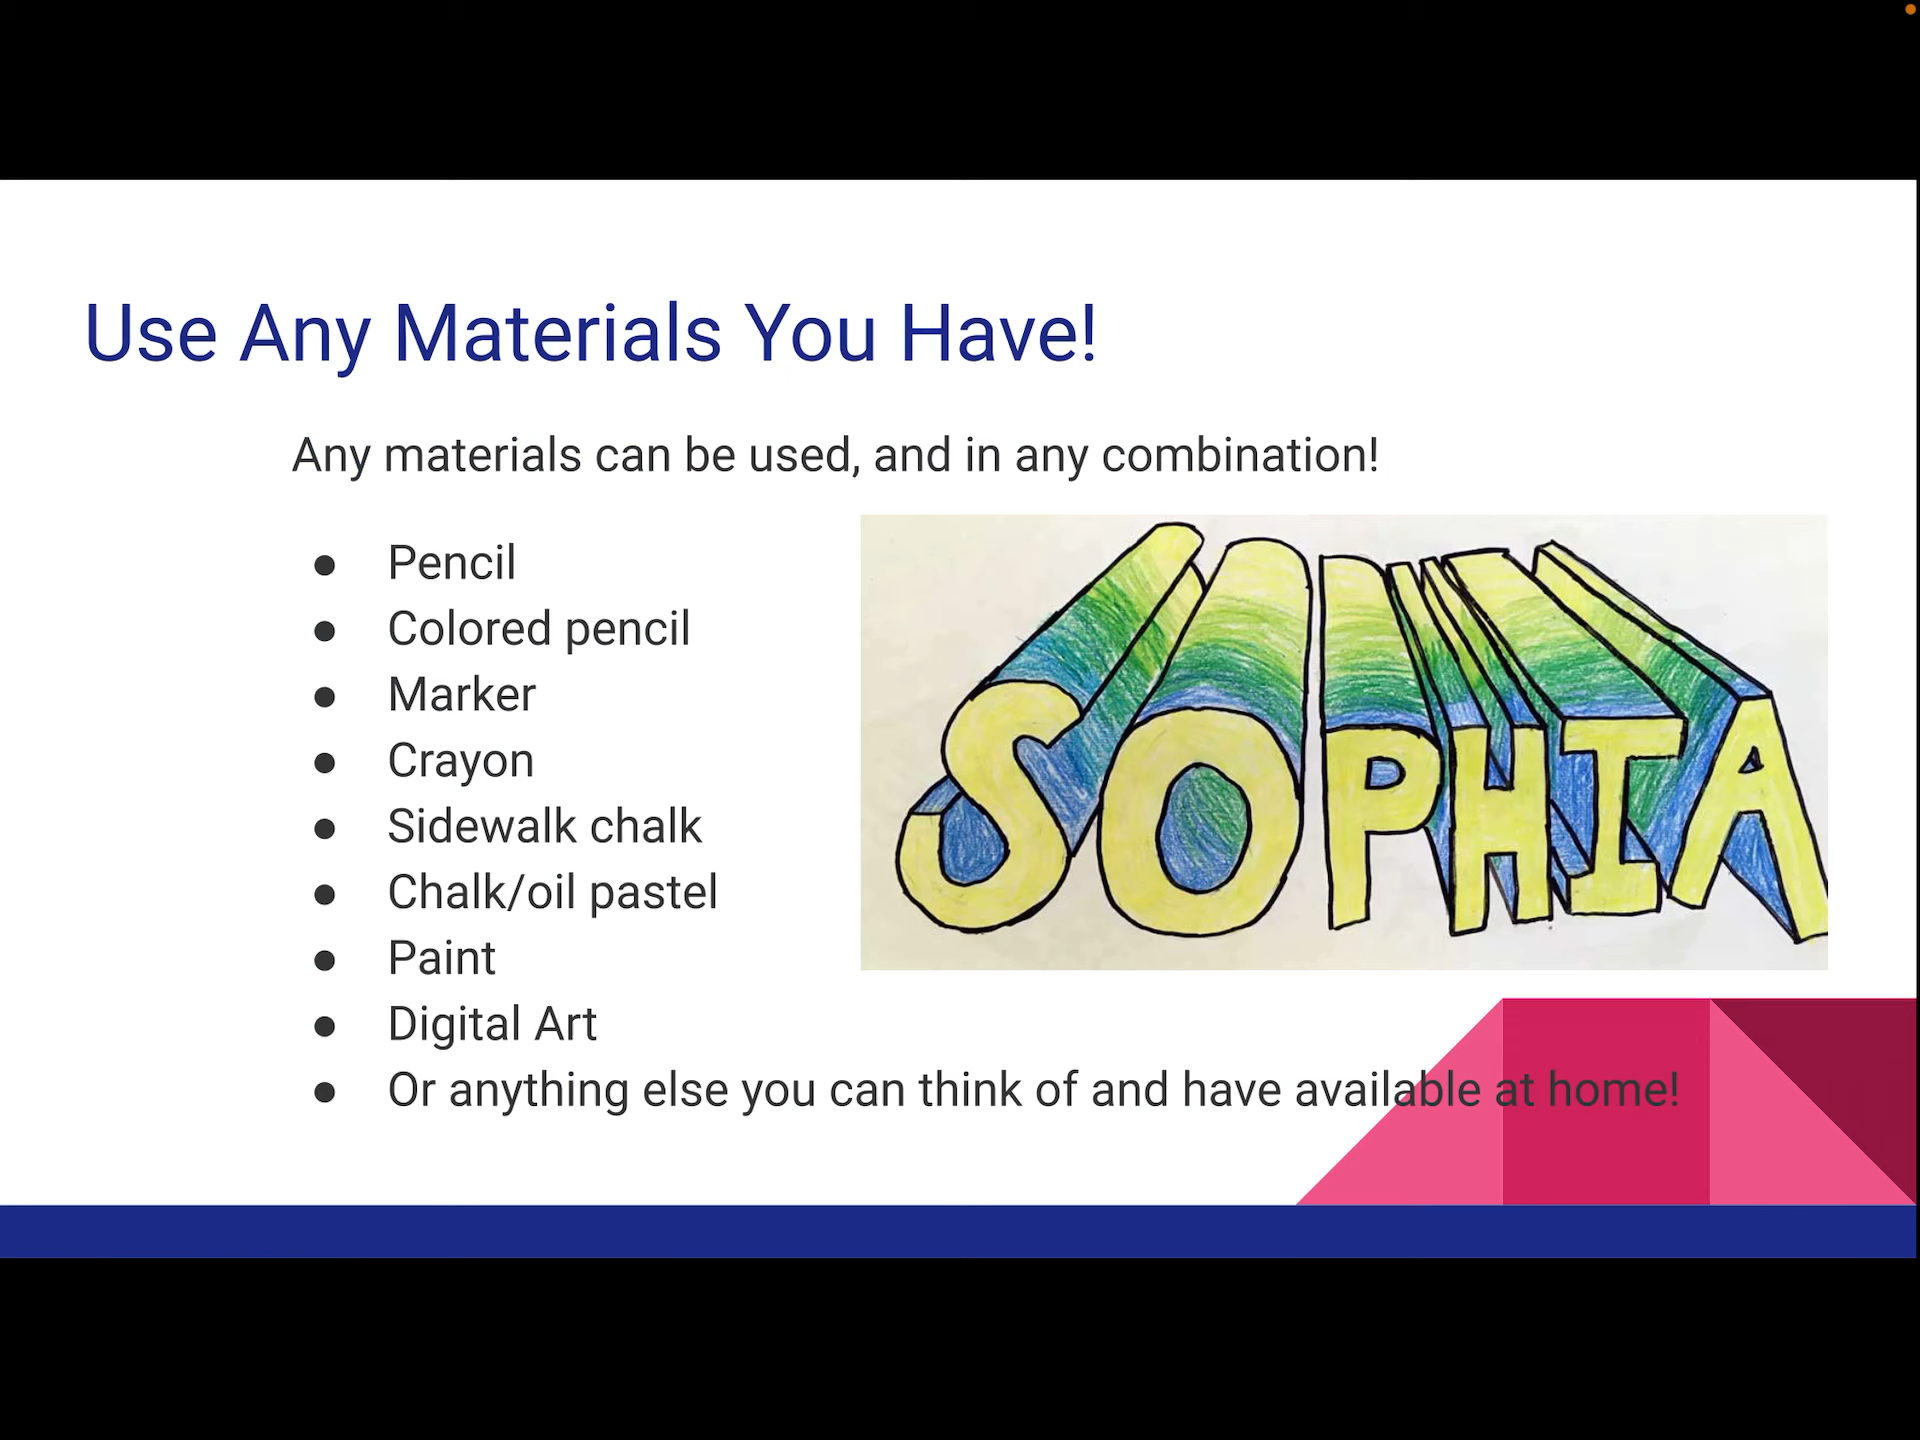 Use Any Materials You Have!
Any materials can be used, and in any combination!
● Pencil
● Colored pencil
● Marker
● Crayon
● Sidewalk chalk
● Chalk/oil pastel
● Paint
● Digital Art
● Or anything else you can think of and have available at home!
SOPHIA